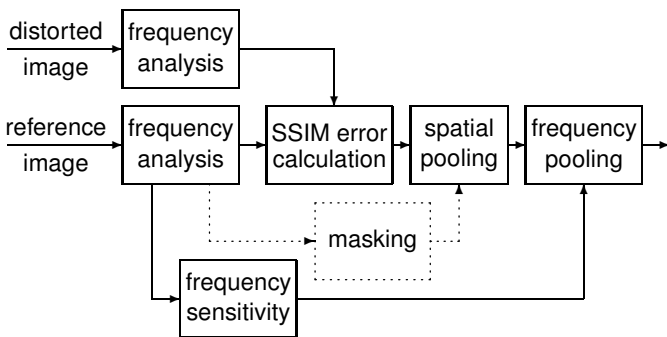 distorted
image
frequency
analysis
reference
image
frequency
analysis
SSIM error
calculation
spatial
pooling
frequency
pooling
masking
frequency
sensitivity